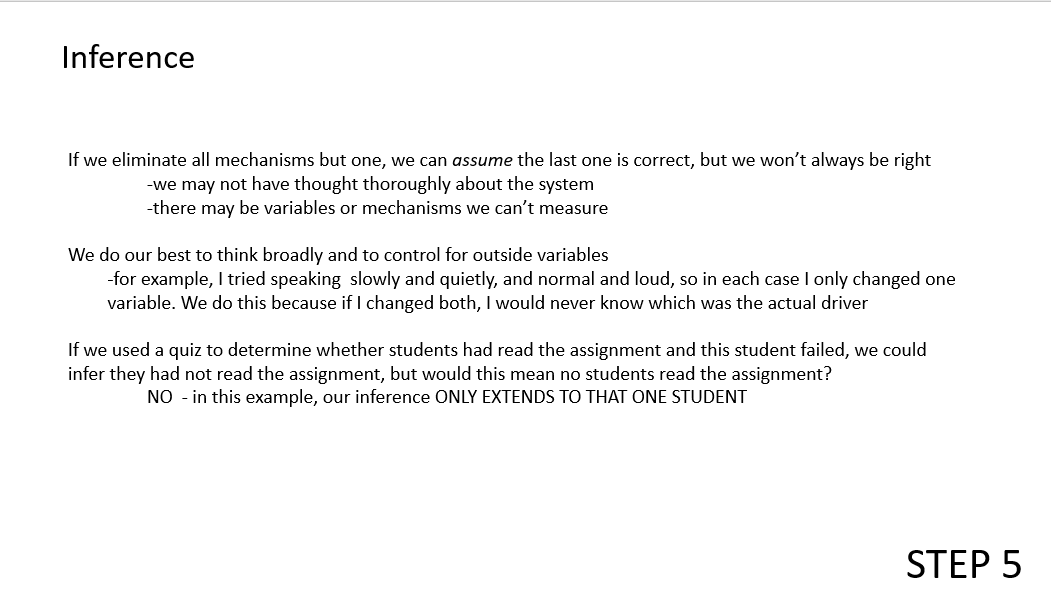 Inference
If we eliminate all mechanisms but one, we can assume the last one is correct, but we won’t always be right
-we may not have thought thoroughly about the system
-there may be variables or mechanisms we can’t measure
We do our best to think broadly and to control for outside variables
-for example, I tried speaking  slowly and quietly, and normal and loud, so in each case I only changed one
variable. We do this because if I changed both, I would never know which was the actual driver
If we used a quiz to determine whether students had read the assignment and this student failed, we could
infer they had not read the assignment, but would this mean no students read the assignment?
NO  - in this example, our inference ONLY EXTENDS TO THAT ONE STUDENT
STEP 5